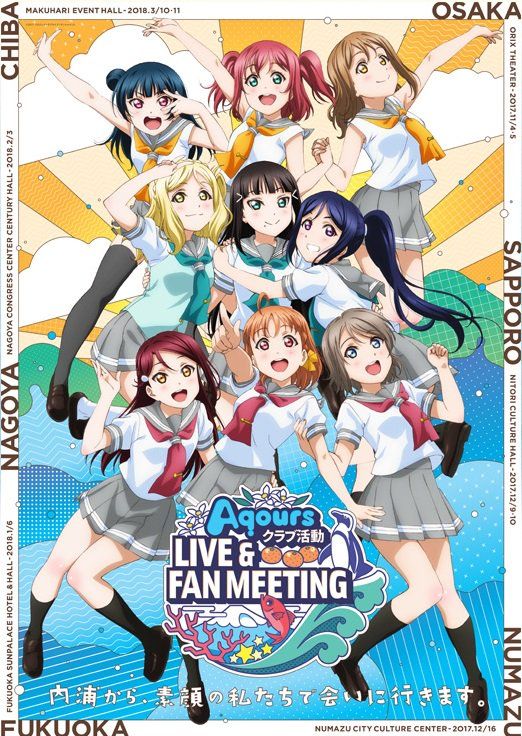 CHIBA
MAKUHARI EVENT HALL - 2018.3/10・11
OSAKA
ORIX THEATER - 2017.11/4・5
NAGOYA
NAGOYA CONGRESS CENTER CENTURY HALL - 2018.2/3
SAPPORO
NITORI CULTURE HALL - 2017.12/9・10
FUKUOKA
FUKUOKA SUNPALACE HOTEL & HALL - 2018.1/6
NUMAZU
NUMAZU CITY CULTURE CENTER - 2017.12/16
Aqours
クラブ活動
LIVE &
FAN MEETING
内浦から、素顔の私たちで会いに行きます。